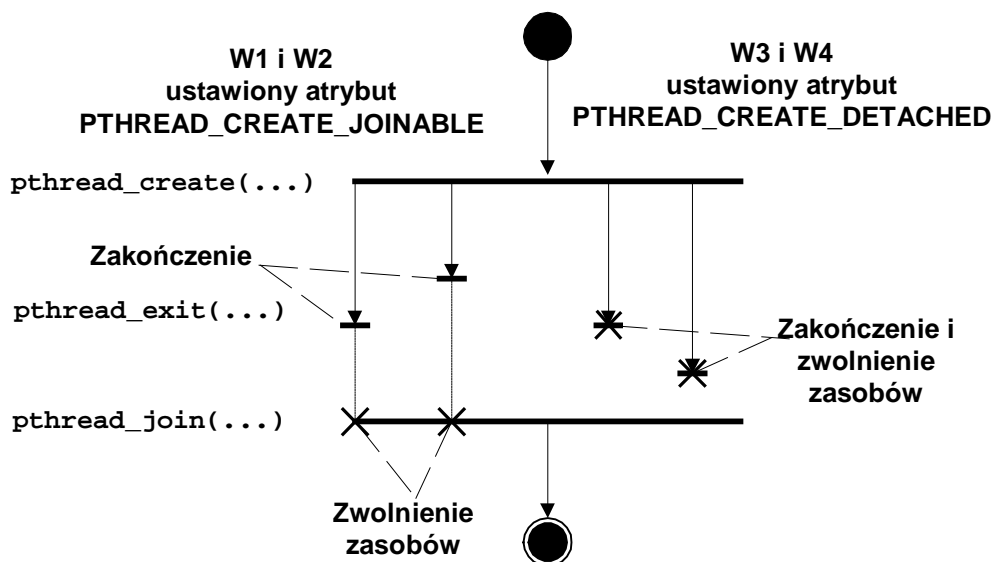 W1 i W2
ustawiony atrybut
PTHREAD_CREATE_JOINABLE
W3 i W4
ustawiony atrybut
PTHREAD_CREATE_DETACHED
pthread_create(...)
Zakończenie
pthread_exit(...)
Zakończenie i
zwolnienie
zasobów
pthread_join(...)
Zwolnienie
zasobów